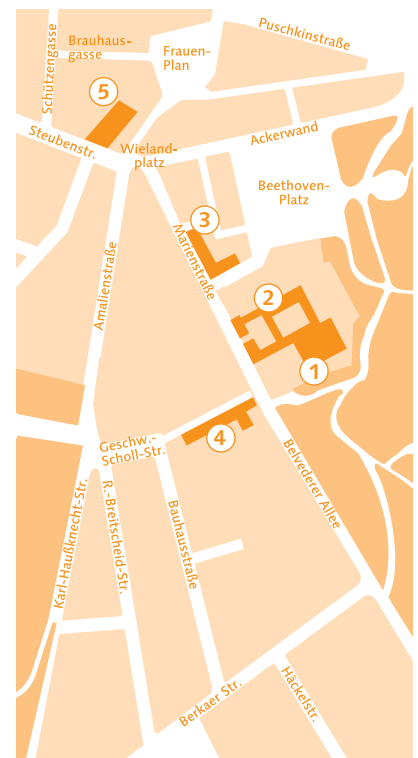 Schützengasse
Brauhaus-
gasse
Frauen-
Plan
Puschkinstraße
5
Steubenstr.
Wieland-
platz
Ackerwand
Beethoven-
Platz
3
Marienstraße
Amalienstraße
2
1
4
Geschw.-
Scholl-Str.
Belvederer Allee
Karl-Haußknecht-Str.
R.-Breitscheid-Str.
Bauhausstraße
Berkaer Str.
Häckelstr.